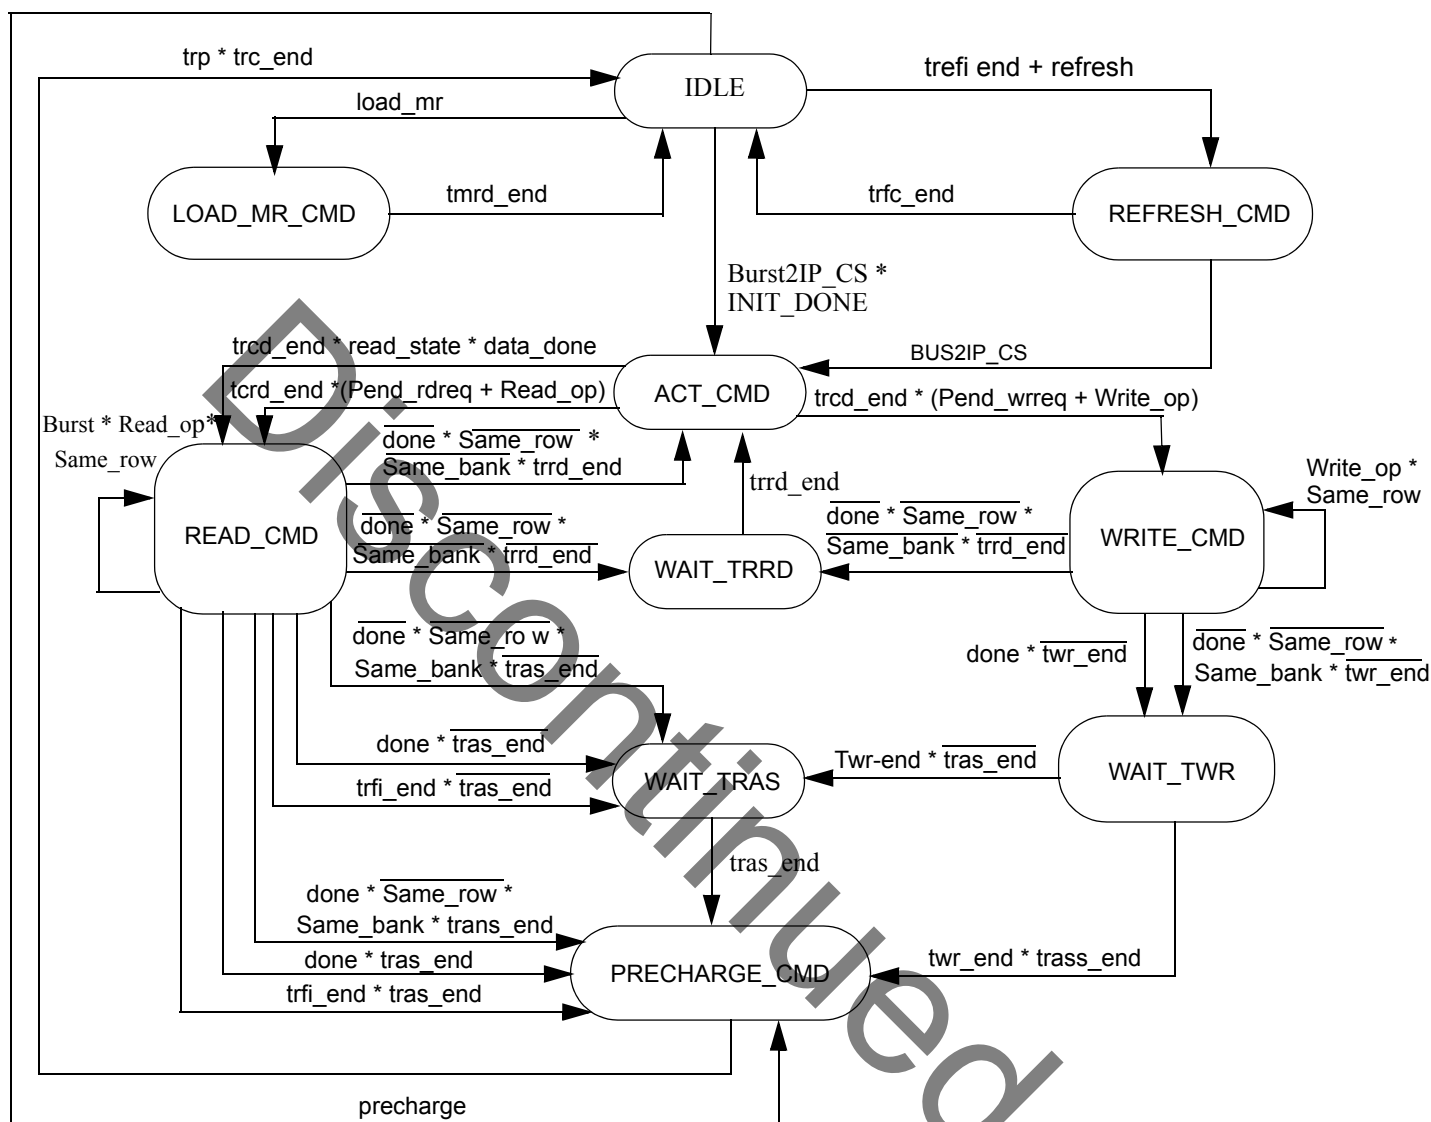 trp * trc_end
IDLE
trefi end + refresh
load_mr
LOAD_MR_CMD
tmrd_end
trfc_end
REFRESH_CMD
Burst2IP_CS *
INIT_DONE
trcd_end * read_state * data_done
BUS2IP_CS
tcrd_end *(Pend_rdreq + Read_op)
ACT_CMD
trcd_end * (Pend_wrreq + Write_op)
Burst * Read_op*
Same_row
done * Same_row *
Same_bank * trrd_end
trrd_end
Write_op *
Same_row
READ_CMD
done * Same_row *
Same_bank * trrd_end
WAIT_TRRD
done * Same_row *
Same_bank * trrd_end
WRITE_CMD
done * Same_ro w *
Same_bank * tras_end
done * twr_end
done * Same_row *
Same_bank * twr_end
done * tras_end
trfi_end * tras_end
WAIT_TRAS
Twr-end * tras_end
WAIT_TWR
tras_end
done * Same_row *
Same_bank * trans_end
done * tas_end
trfi_end * tas_end
PRECHARGE_CMD
twr_end * trass_end
precharge
Discontinued